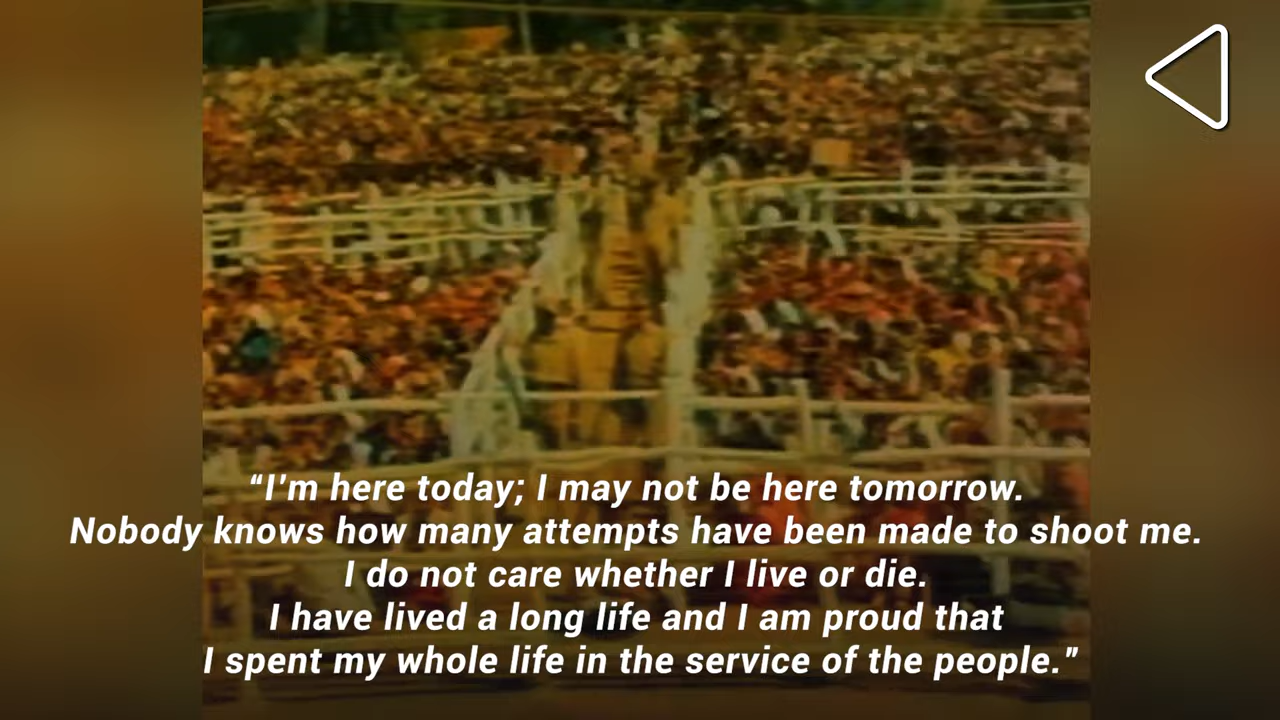 “I’m here today; I may not be here tomorrow.
Nobody knows how many attempts have been made to shoot me.
I do not care whether I live or die.
I have lived a long life and I am proud that
I spent my whole life in the service of the people.”